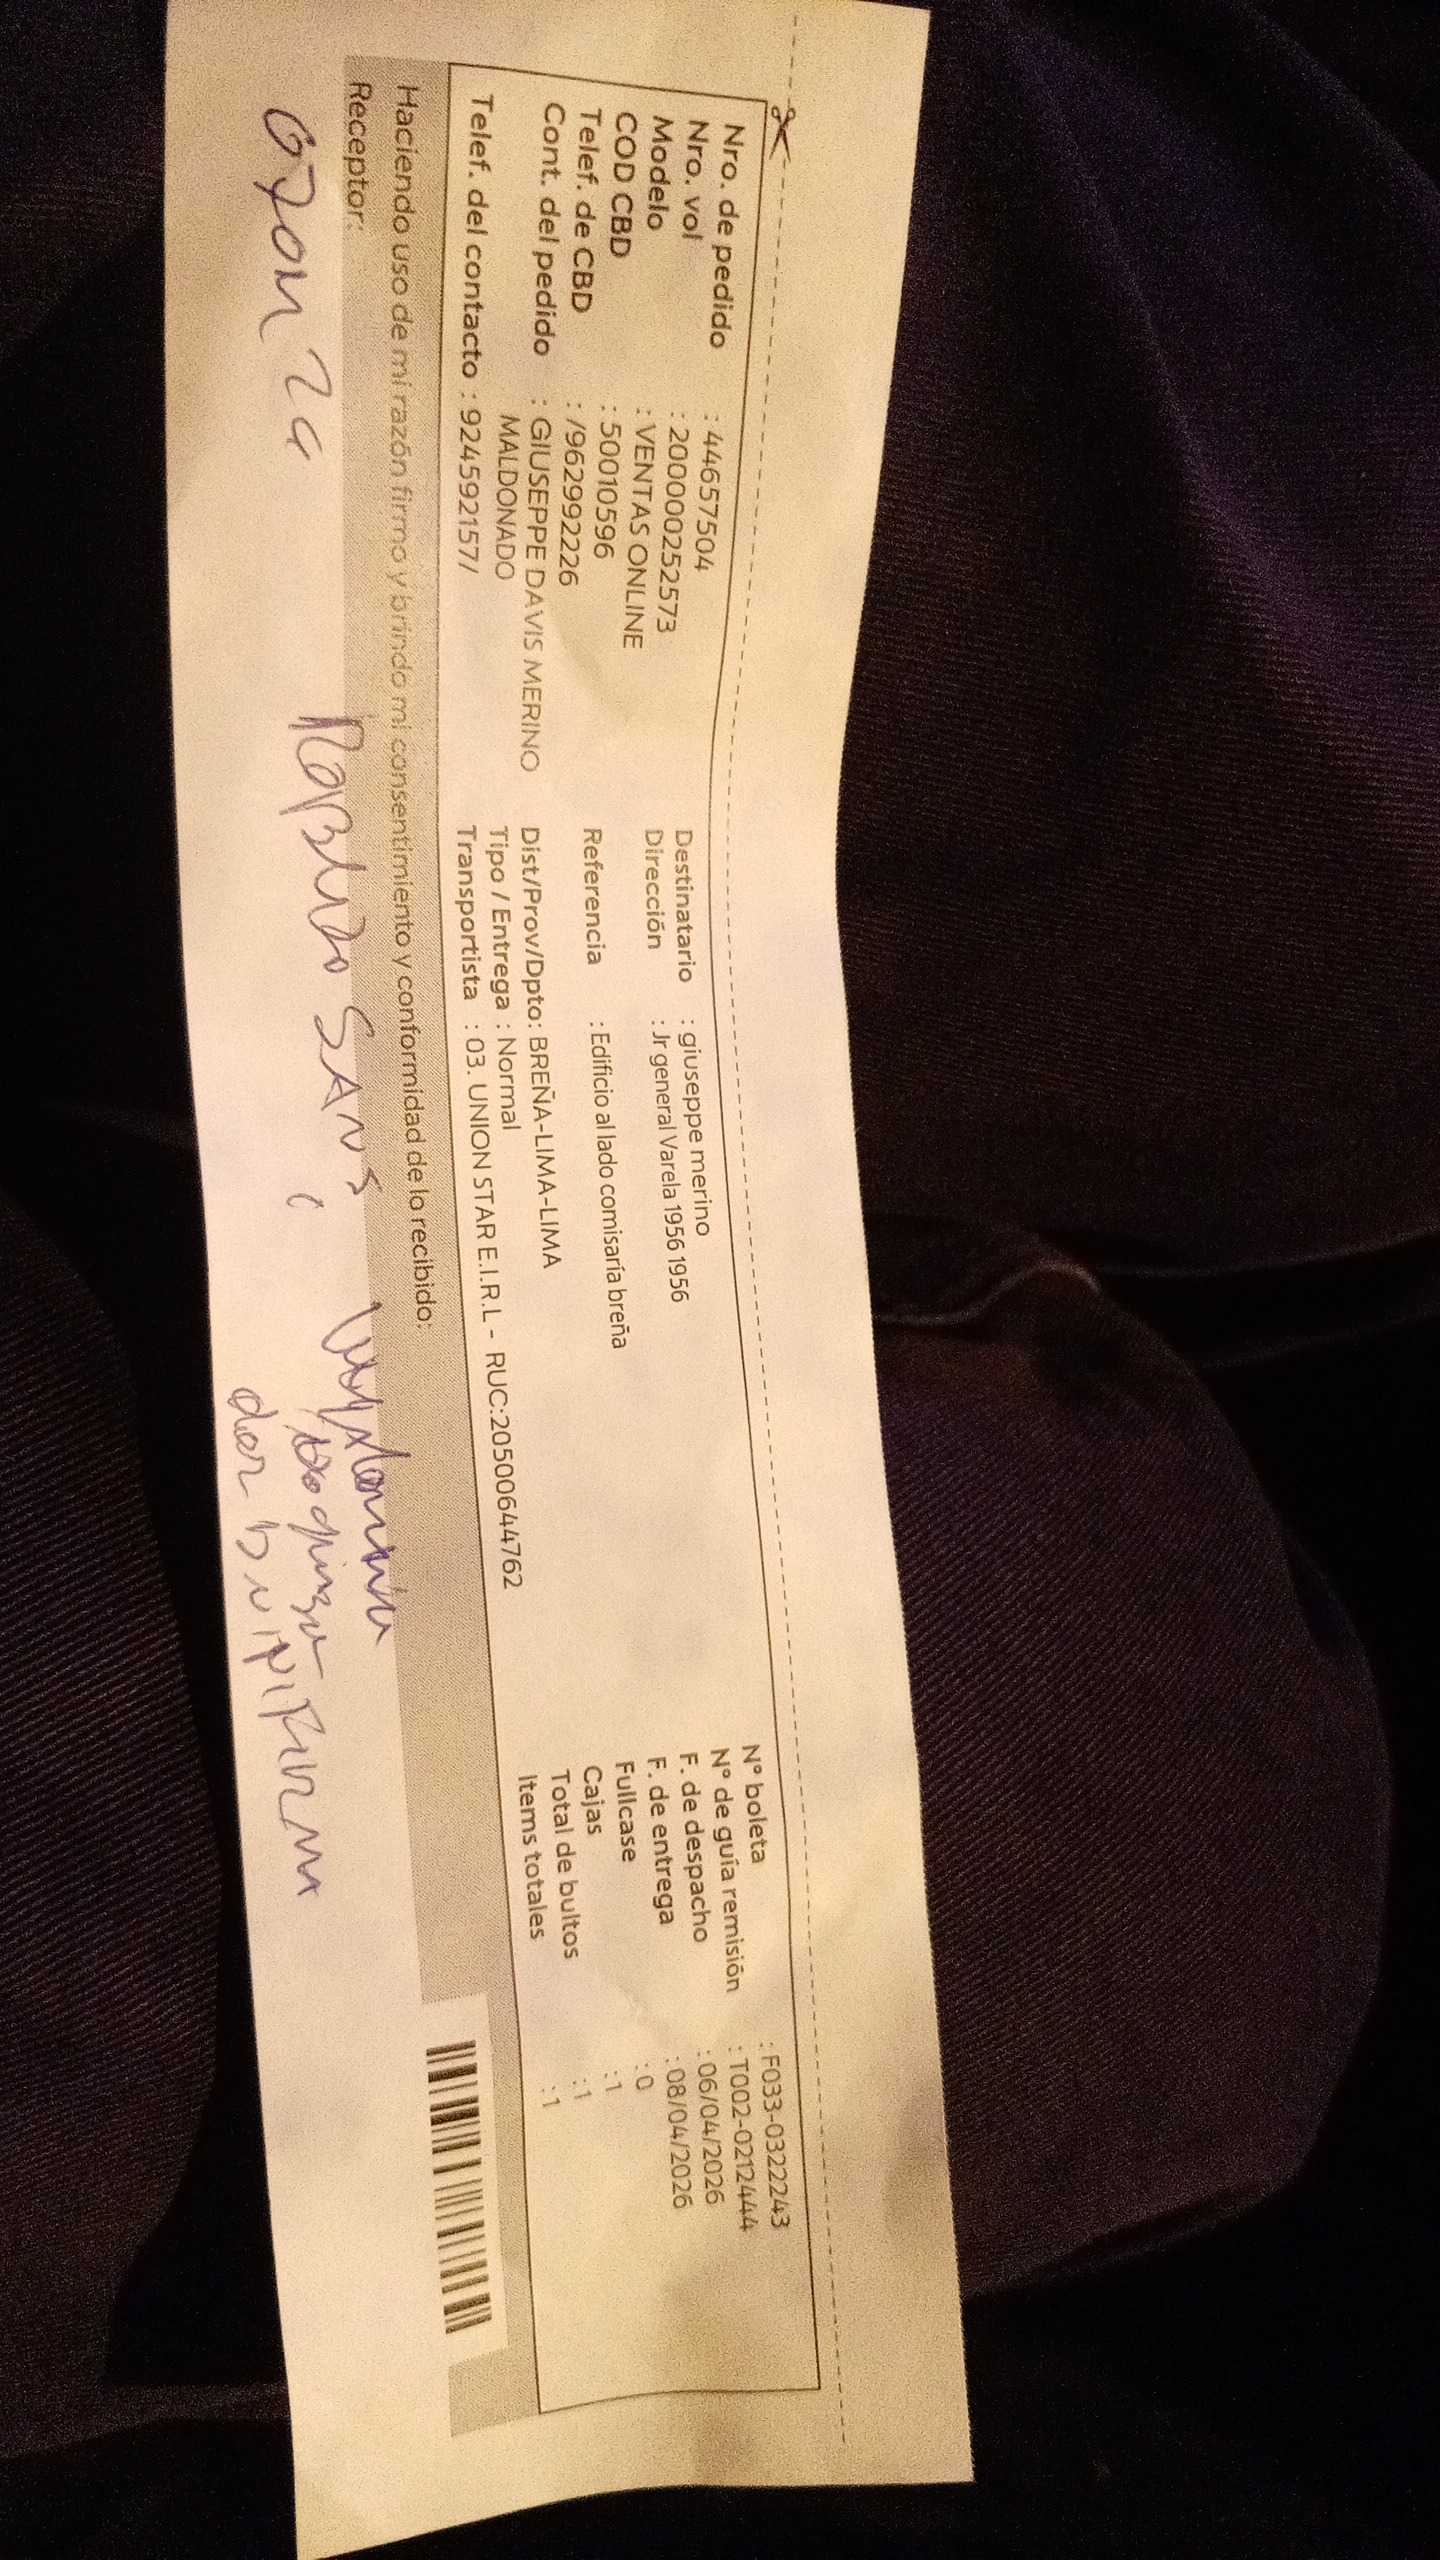 Nro. de pedido : 44657504
Nro. vol : 2000000252573
Modelo : VENTAS ONLINE
COD CBD : 50010596
Telef. de CBD : /962992226
Cont. del pedido : GIUSEPPE DAVIS MERINO
MALDONADO
Telef. del contacto : 924592157/
Destinatario : giuseppe merino
Dirección : Jr general Varela 1956 1956
Referencia : Edificio al lado comisaría breña
Dist/Prov/Dpto: BREÑA-LIMA-LIMA
Tipo / Entrega : Normal
Transportista : 03. UNION STAR E.I.R.L - RUC:20500644762
N° boleta : F033-0322243
N° de guía remisión : T002-0212444
F. de despacho : 06/04/2026
F. de entrega : 08/04/2026
Fullcase : 0
Cajas : 1
Total de bultos : 1
Items totales : 1
Haciendo uso de mi razón firmo y brindo mi consentimiento y conformidad de lo recibido:
Receptor: